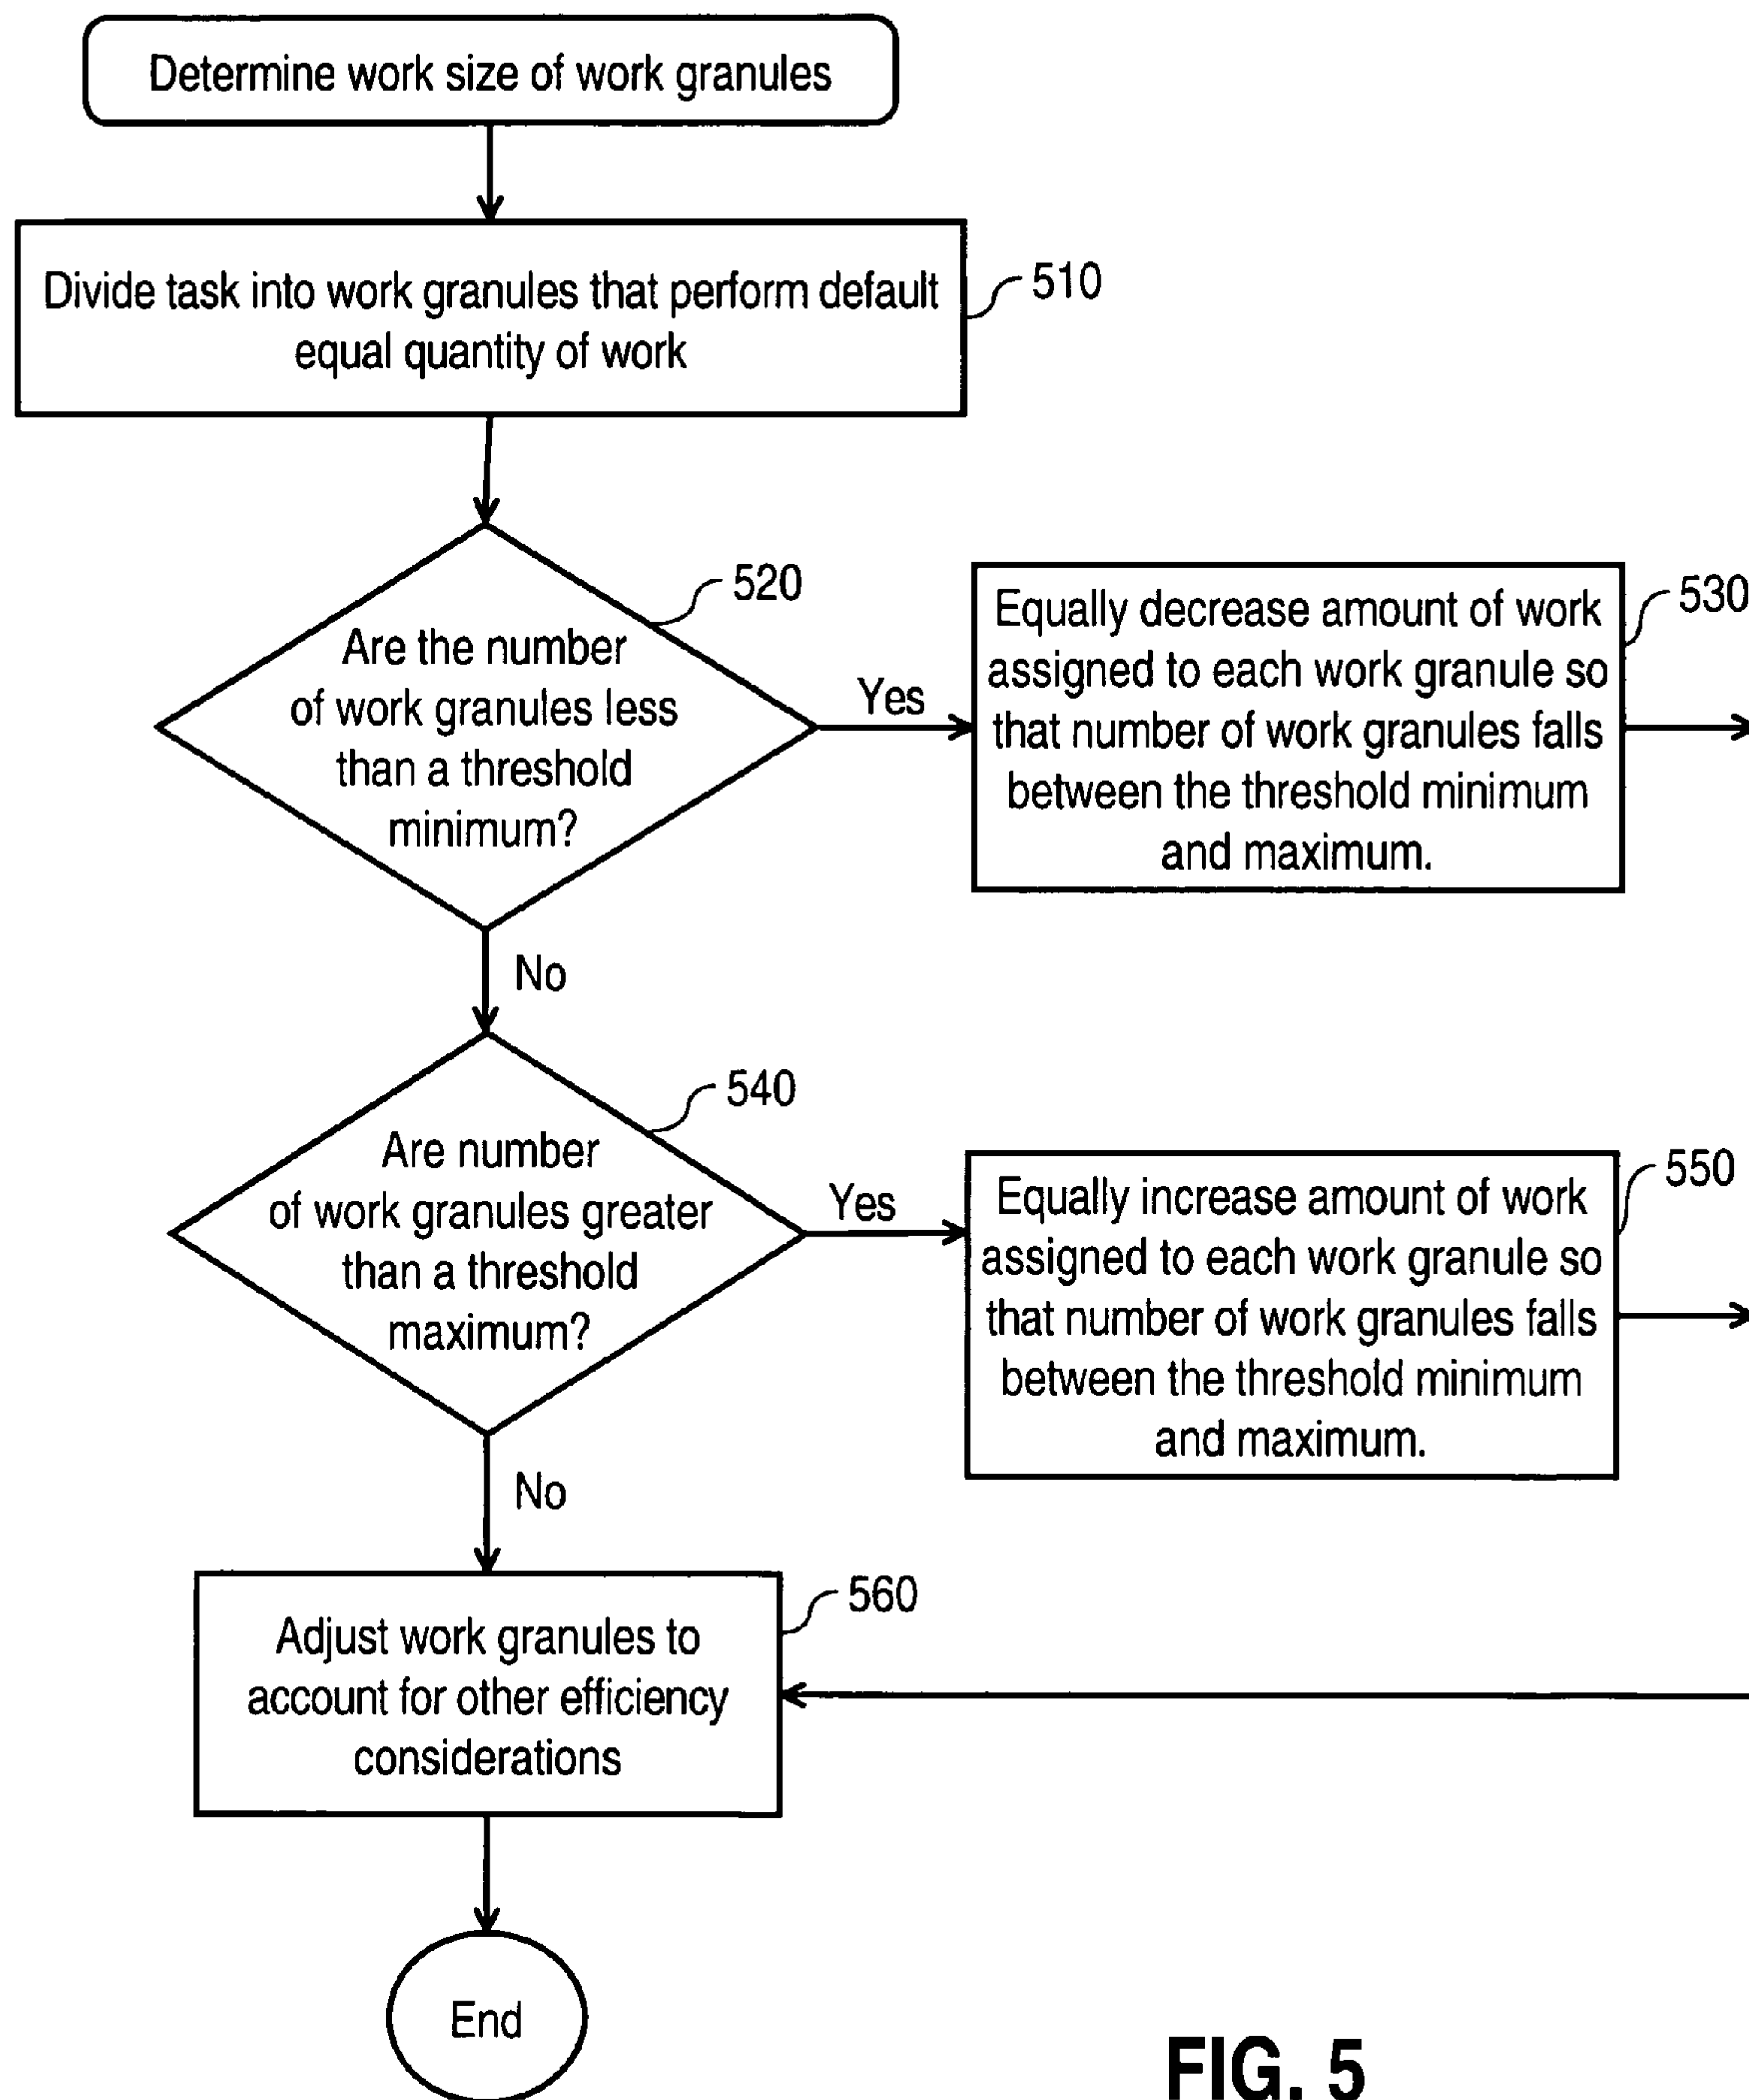 Determine work size of work granules
Divide task into work granules that perform default
equal quantity of work
510
520
Are the number
of work granules less
than a threshold
minimum?
Yes
530
Equally decrease amount of work
assigned to each work granule so
that number of work granules falls
between the threshold minimum
and maximum.
No
540
Are number
of work granules greater
than a threshold
maximum?
Yes
550
Equally increase amount of work
assigned to each work granule so
that number of work granules falls
between the threshold minimum
and maximum.
No
560
Adjust work granules to
account for other efficiency
considerations
End
FIG. 5